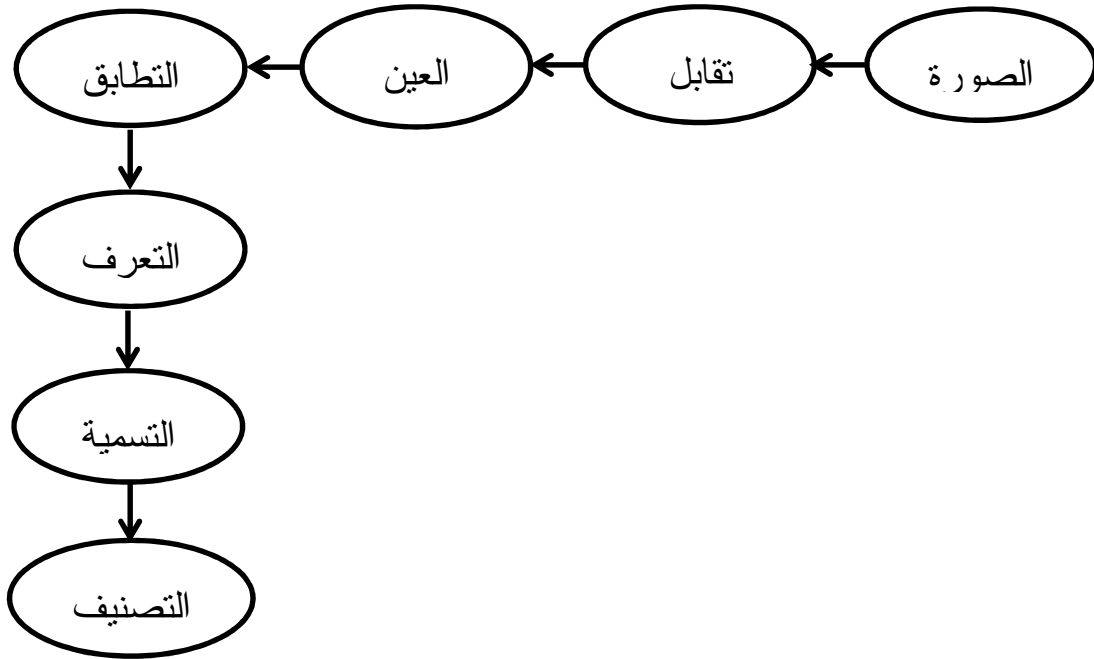 الصورة
تقابل
العين
التطابق
التعرف
التسمية
التصنيف